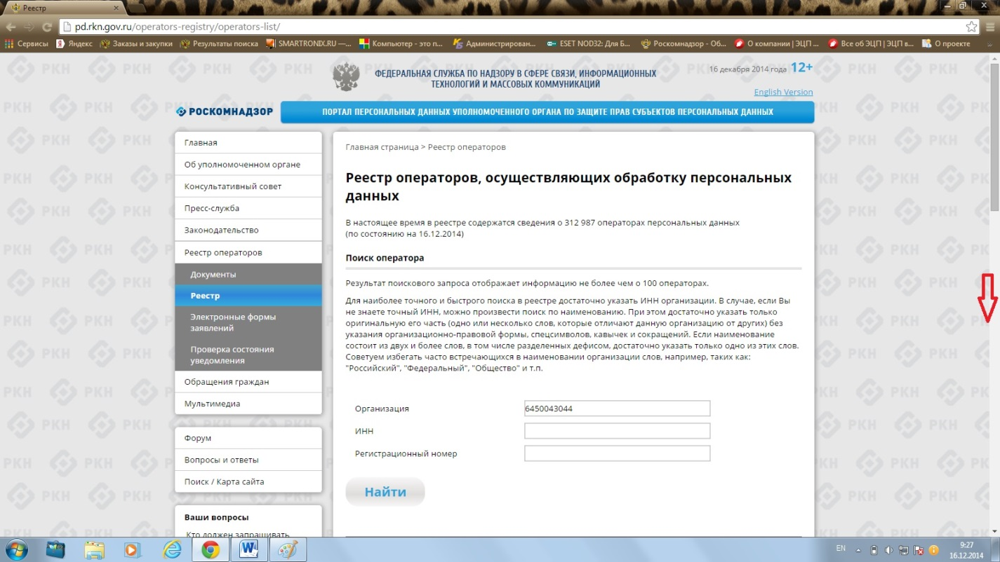 Реестр
pd.rkn.gov.ru/operators-registry/operators-list/
Сервисы
Яндекс
Заказы и закупки
Результаты поиска
SMARTRONIX.RU —...
Компьютер - это п...
Администрирован...
ESET NOD32: Для Б...
Роскомнадзор - Об...
О компании | ЭЦП ...
Все об ЭЦП | ЭЦП в...
О проекте
»
ФЕДЕРАЛЬНАЯ СЛУЖБА ПО НАДЗОРУ В СФЕРЕ СВЯЗИ, ИНФОРМАЦИОННЫХ
ТЕХНОЛОГИЙ И МАССОВЫХ КОММУНИКАЦИЙ
16 декабря 2014 года 12+
English Version
РОСКОМНАДЗОР
ПОРТАЛ ПЕРСОНАЛЬНЫХ ДАННЫХ УПОЛНОМОЧЕННОГО ОРГАНА ПО ЗАЩИТЕ ПРАВ СУБЪЕКТОВ ПЕРСОНАЛЬНЫХ ДАННЫХ
Главная
Об уполномоченном органе
Консультативный совет
Пресс-служба
Законодательство
Реестр операторов
Документы
Реестр
Электронные формы
заявлений
Проверка состояния
уведомления
Обращения граждан
Мультимедиа
Форум
Вопросы и ответы
Поиск / Карта сайта
Ваши вопросы
Кто должен запрашивать
Главная страница > Реестр операторов
Реестр операторов, осуществляющих обработку персональных
данных
В настоящее время в реестре содержатся сведения о 312 987 операторах персональных данных
(по состоянию на 16.12.2014)
Поиск оператора
Результат поискового запроса отображает информацию не более чем о 100 операторах.
Для наиболее точного и быстрого поиска в реестре достаточно указать ИНН организации. В случае, если Вы
не знаете точный ИНН, можно произвести поиск по наименованию. При этом достаточно указать только
оригинальную его часть (одно или несколько слов, которые отличают данную организацию от других) без
указания организационно-правовой формы, спецсимволов, кавычек и сокращений. Если наименование
состоит из двух и более слов, в том числе разделенных дефисом, достаточно указать только одно из этих слов.
Советуем избегать часто встречающихся в наименовании организации слов, например, таких как:
"Российский", "Федеральный", "Общество" и т.п.
Организация 6450043044
ИНН
Регистрационный номер
Найти
EN
9:27
16.12.2014